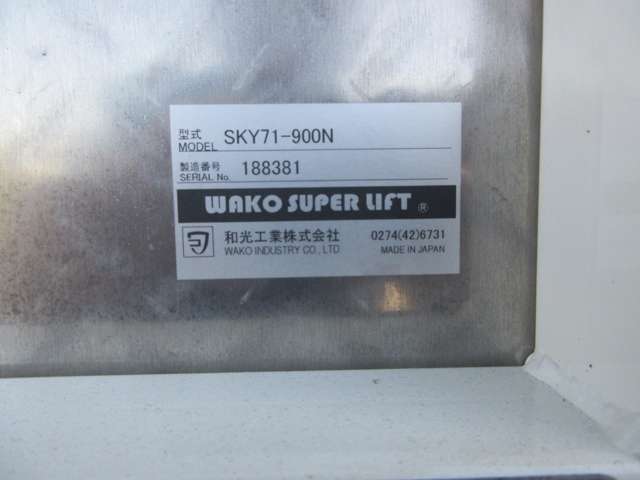 型式 SKY71-900N
MODEL
製造番号 188381
SERIAL No.
WAKO SUPER LIFT ®
和光工業株式会社 0274(42)6731
WAKO INDUSTRY CO., LTD. MADE IN JAPAN